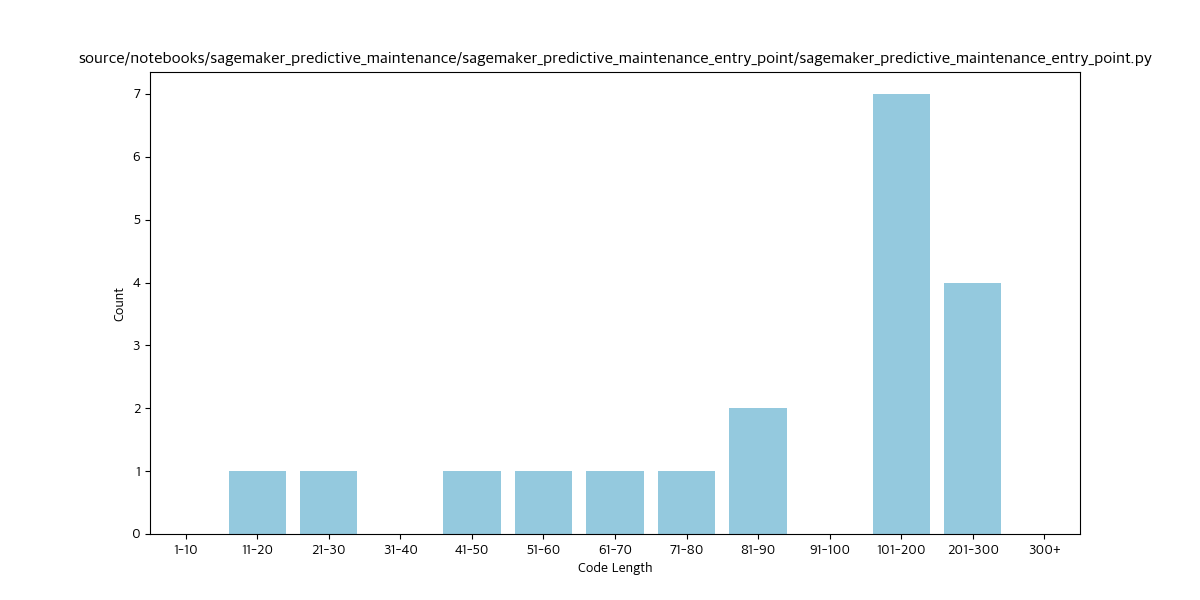 source/notebooks/sagemaker_predictive_maintenance/sagemaker_predictive_maintenance_entry_point/sagemaker_predictive_maintenance_entry_point.py
7
6
5
4
3
2
1
0
Count
1-10 11-20 21-30 31-40 41-50 51-60 61-70 71-80 81-90 91-100 101-200 201-300 300+
Code Length